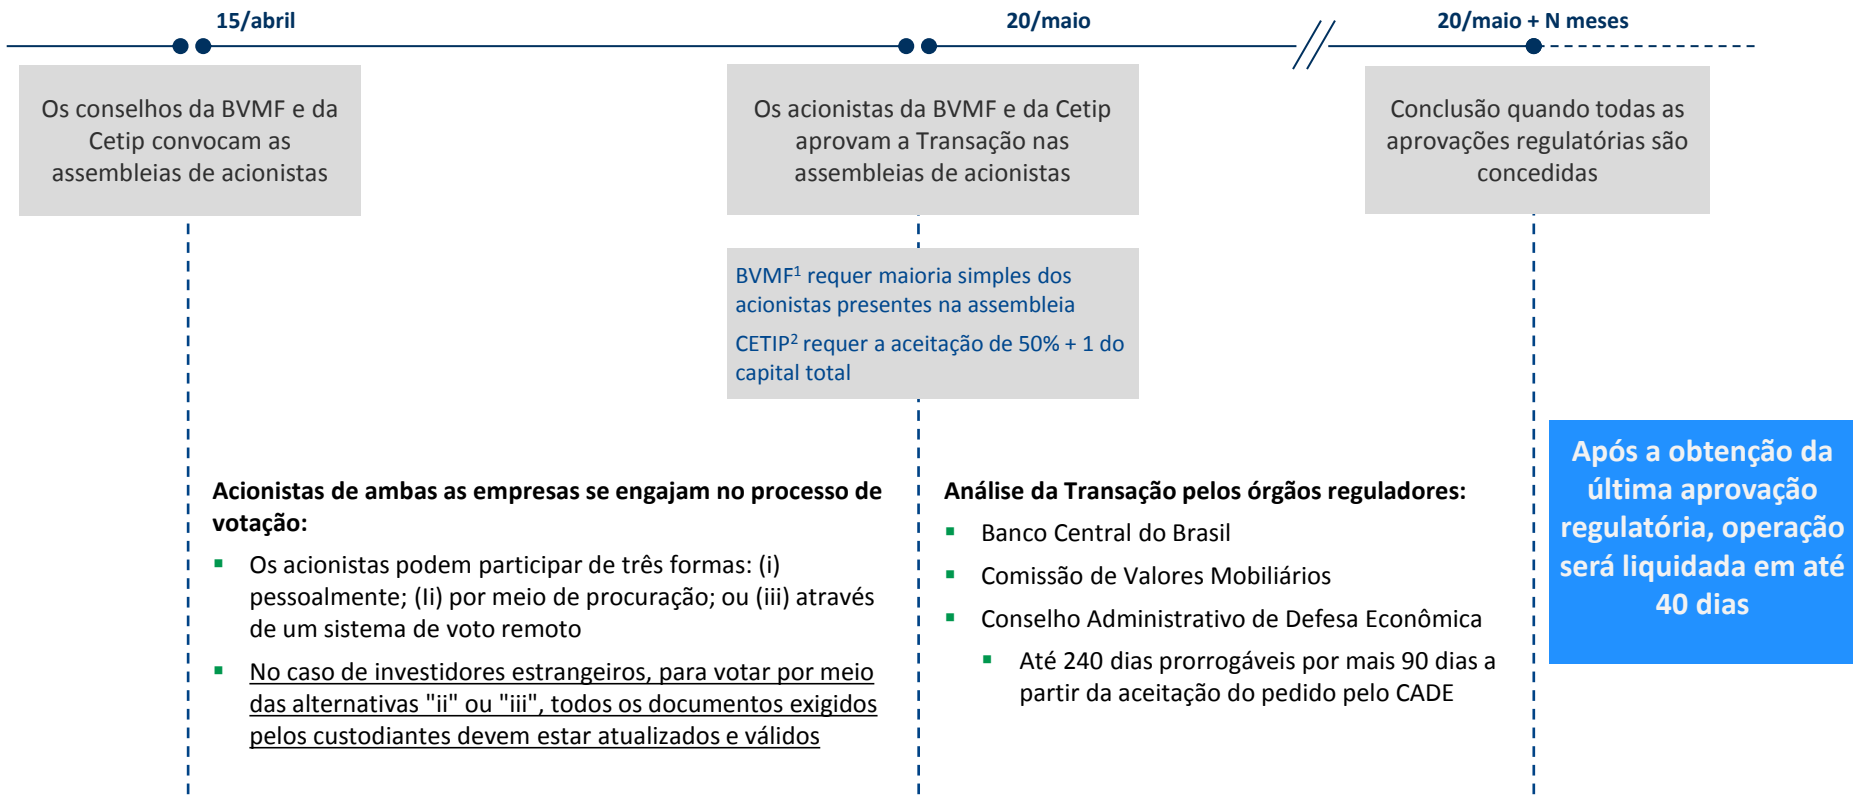 15/abril
20/maio
20/maio + N meses
Os conselhos da BVMF e da
Cetip convocam as
assembleias de acionistas
Os acionistas da BVMF e da Cetip
aprovam a Transação nas
assembleias de acionistas
Conclusão quando todas as
aprovações regulatórias são
concedidas
BVMF¹ requer maioria simples dos
acionistas presentes na assembleia
CETIP² requer a aceitação de 50% + 1 do
capital total
Acionistas de ambas as empresas se engajam no processo de
votação:
▪ Os acionistas podem participar de três formas: (i)
pessoalmente; (Ii) por meio de procuração; ou (iii) através
de um sistema de voto remoto
▪ No caso de investidores estrangeiros, para votar por meio
das alternativas "ii" ou "iii", todos os documentos exigidos
pelos custodiantes devem estar atualizados e válidos
Análise da Transação pelos órgãos reguladores:
▪ Banco Central do Brasil
▪ Comissão de Valores Mobiliários
▪ Conselho Administrativo de Defesa Econômica
▪ Até 240 dias prorrogáveis por mais 90 dias a
partir da aceitação do pedido pelo CADE
Após a obtenção da
última aprovação
regulatória, operação
será liquidada em até
40 dias